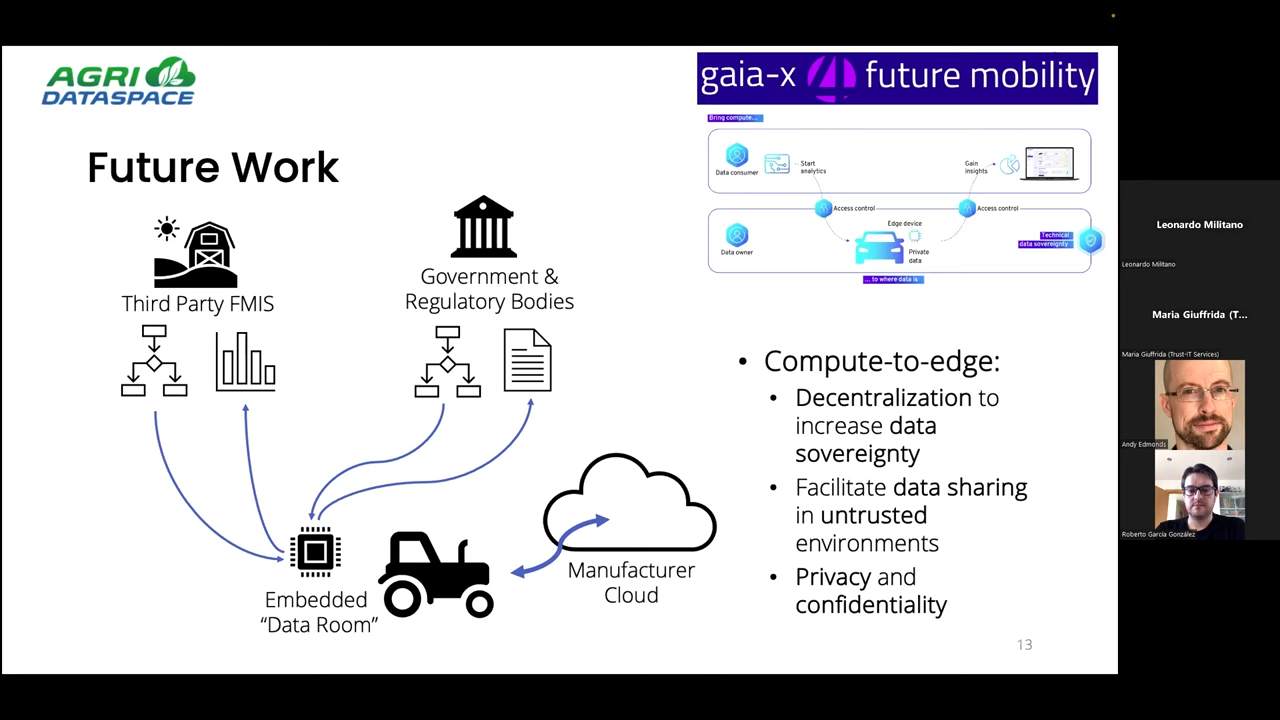 AGRI
DATASPACE
gaia-x 4 future mobility
Future Work
Bring compute...
Data consumer
Start
analytics
Gain
insights
Access control
Access control
Edge device
Private
data
Data owner
Technical
data sovereignty
... to where data is
Third Party FMIS
Government &
Regulatory Bodies
Embedded
“Data Room”
Manufacturer
Cloud
• Compute-to-edge:
• Decentralization to
increase data
sovereignty
• Facilitate data sharing
in untrusted
environments
• Privacy and
confidentiality
13
Leonardo Militano
Leonardo Militano
Maria Giuffrida (T...
Maria Giuffrida (Trust-IT Services)
Andy Edmonds
Roberto García González